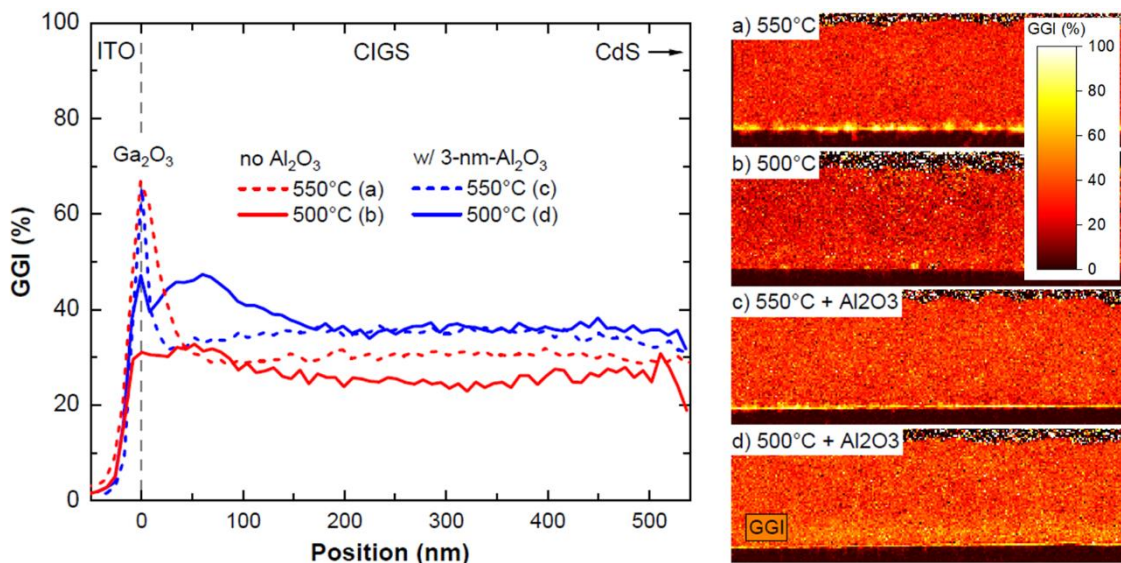 100
80
60
40
20
0
GGI (%)
ITO
CIGS
CdS →
Ga₂O₃
no Al₂O₃
w/ 3-nm-Al₂O₃
550°C (a)
550°C (c)
500°C (b)
500°C (d)
0
100
200
300
400
500
Position (nm)
a) 550°C
GGI (%)
100
80
60
40
20
0
b) 500°C
c) 550°C + Al2O3
d) 500°C + Al2O3
GGI